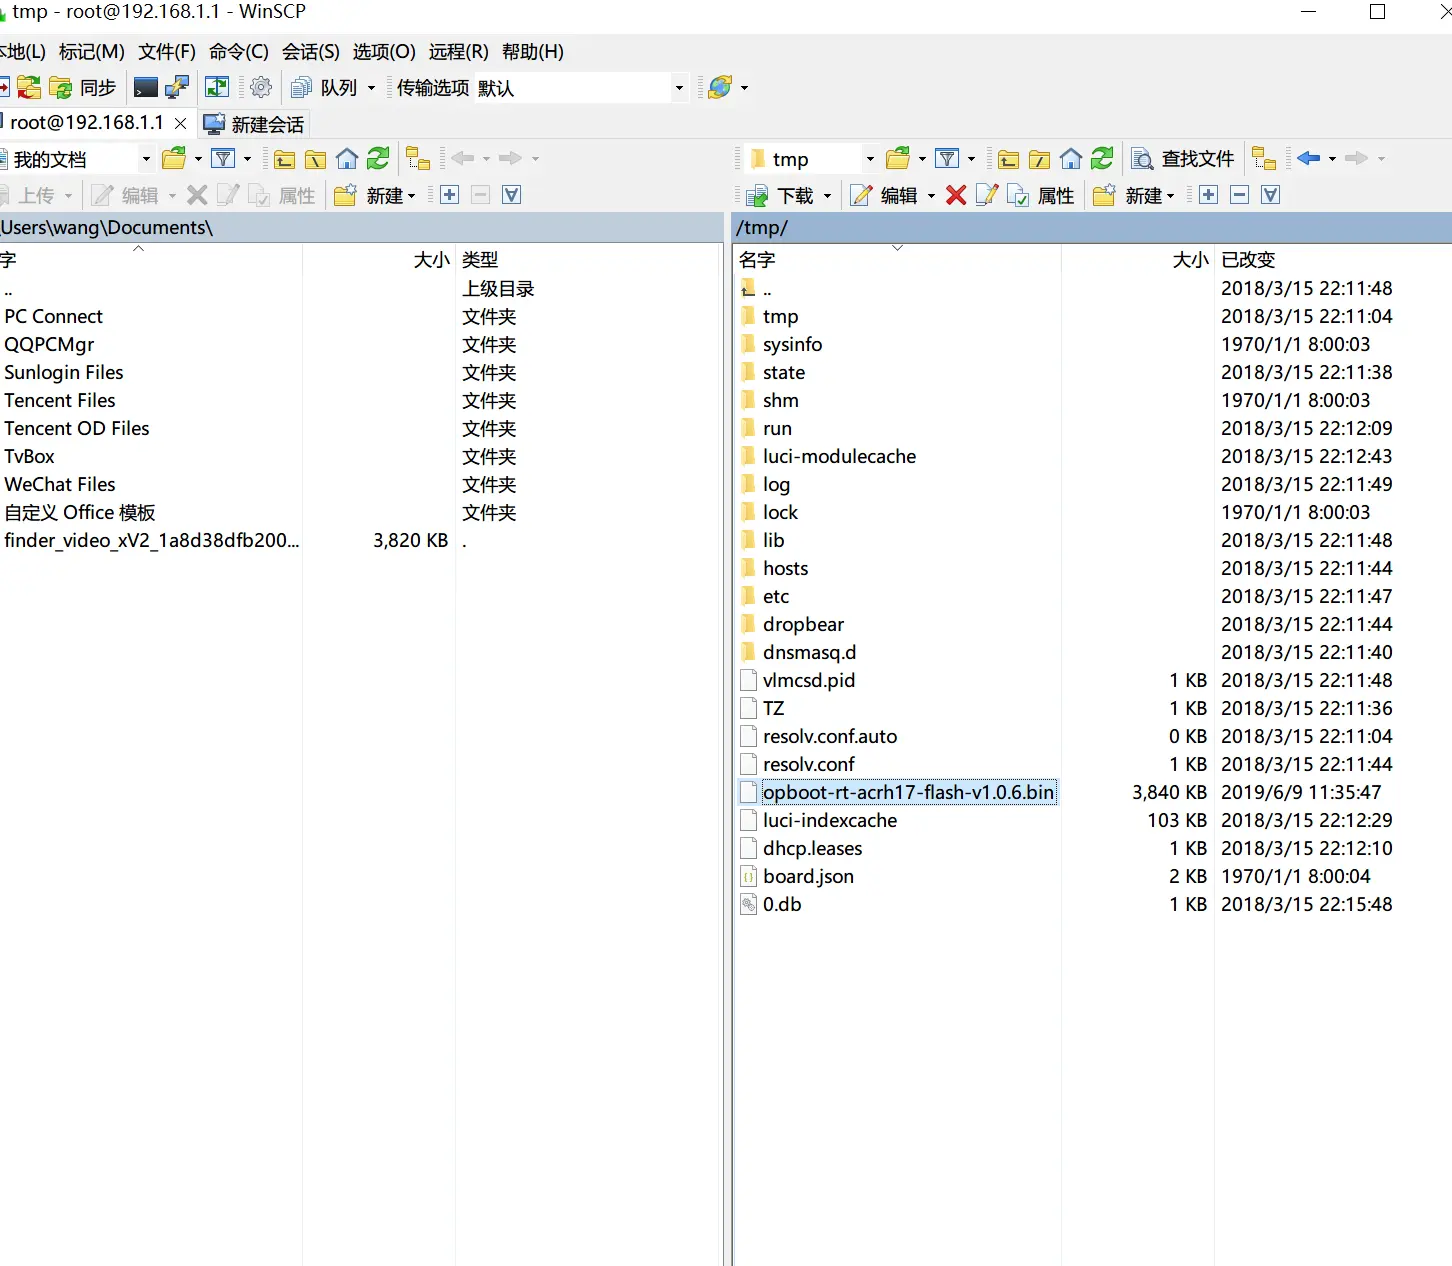 tmp - root@192.168.1.1 - WinSCP
本地(L) 标记(M) 文件(F) 命令(C) 会话(S) 选项(O) 远程(R) 帮助(H)
同步 队列 传输选项 默认
root@192.168.1.1 新建会话
我的文档
上传 编辑 属性 新建
Users\wang\Documents\
字 大小 类型
.. 上级目录
PC Connect 文件夹
QQPCMgr 文件夹
Sunlogin Files 文件夹
Tencent Files 文件夹
Tencent OD Files 文件夹
TvBox 文件夹
WeChat Files 文件夹
自定义 Office 模板 文件夹
finder_video_xV2_1a8d38dfb200... 3,820 KB .
tmp 查找文件
下载 编辑 属性 新建
/tmp/
名字 大小 已改变
.. 2018/3/15 22:11:48
tmp 2018/3/15 22:11:04
sysinfo 1970/1/1 8:00:03
state 2018/3/15 22:11:38
shm 1970/1/1 8:00:03
run 2018/3/15 22:12:09
luci-modulecache 2018/3/15 22:12:43
log 2018/3/15 22:11:49
lock 1970/1/1 8:00:03
lib 2018/3/15 22:11:48
hosts 2018/3/15 22:11:44
etc 2018/3/15 22:11:47
dropbear 2018/3/15 22:11:44
dnsmasq.d 2018/3/15 22:11:40
vlmcsd.pid 1 KB 2018/3/15 22:11:48
TZ 1 KB 2018/3/15 22:11:36
resolv.conf.auto 0 KB 2018/3/15 22:11:04
resolv.conf 1 KB 2018/3/15 22:11:44
opboot-rt-acrh17-flash-v1.0.6.bin 3,840 KB 2019/6/9 11:35:47
luci-indexcache 103 KB 2018/3/15 22:12:29
dhcp.leases 1 KB 2018/3/15 22:12:10
board.json 2 KB 1970/1/1 8:00:04
0.db 1 KB 2018/3/15 22:15:48